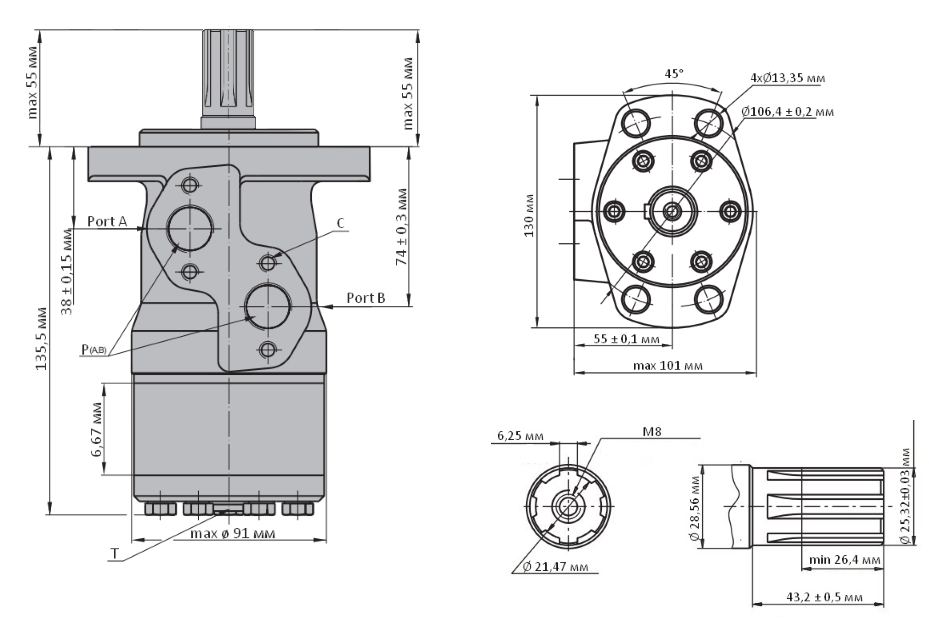 max 55 мм
max 55 мм
Port A
C
38 ± 0,15 мм
74 ± 0,3 мм
Port B
P(A,B)
135,5 мм
6,67 мм
max ø 91 мм
T
45°
4xØ13,35 мм
Ø106,4 ± 0,2 мм
130 мм
55 ± 0,1 мм
max 101 мм
6,25 мм
M8
Ø 21,47 мм
Ø 28,56 мм
Ø 25,32±0,03 мм
min 26,4 мм
43,2 ± 0,5 мм